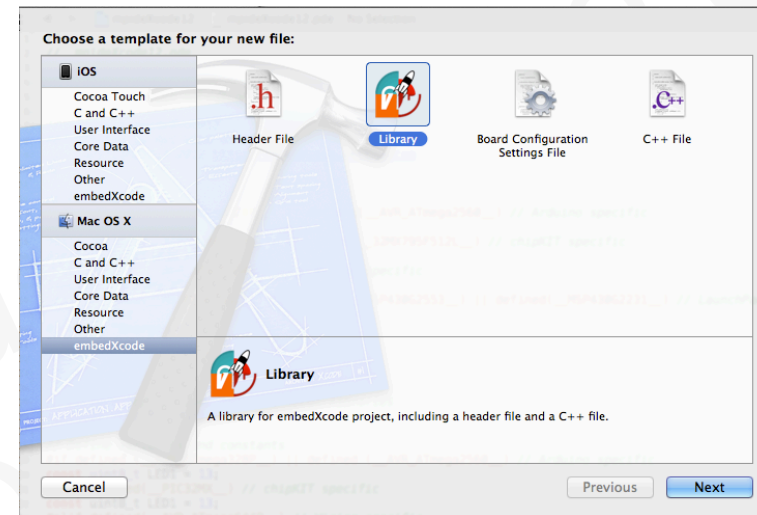 Choose a template for your new file:
iOS
Cocoa Touch
C and C++
User Interface
Core Data
Resource
Other
embedXcode
Mac OS X
Cocoa
C and C++
User Interface
Core Data
Resource
Other
embedXcode
.h
.C++
Header File
Library
Board Configuration
Settings File
C++ File
Library
A library for embedXcode project, including a header file and a C++ file.
Cancel
Previous
Next